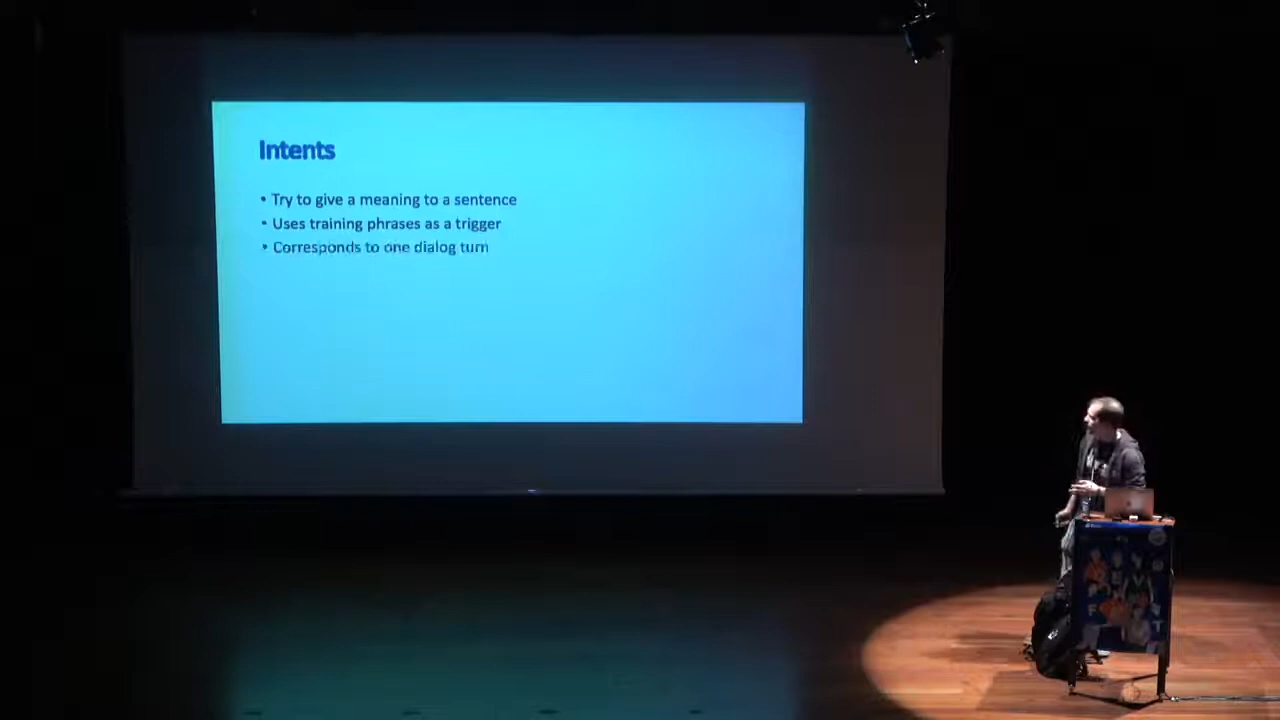 Intents
• Try to give a meaning to a sentence
• Uses training phrases as a trigger
• Corresponds to one dialog turn